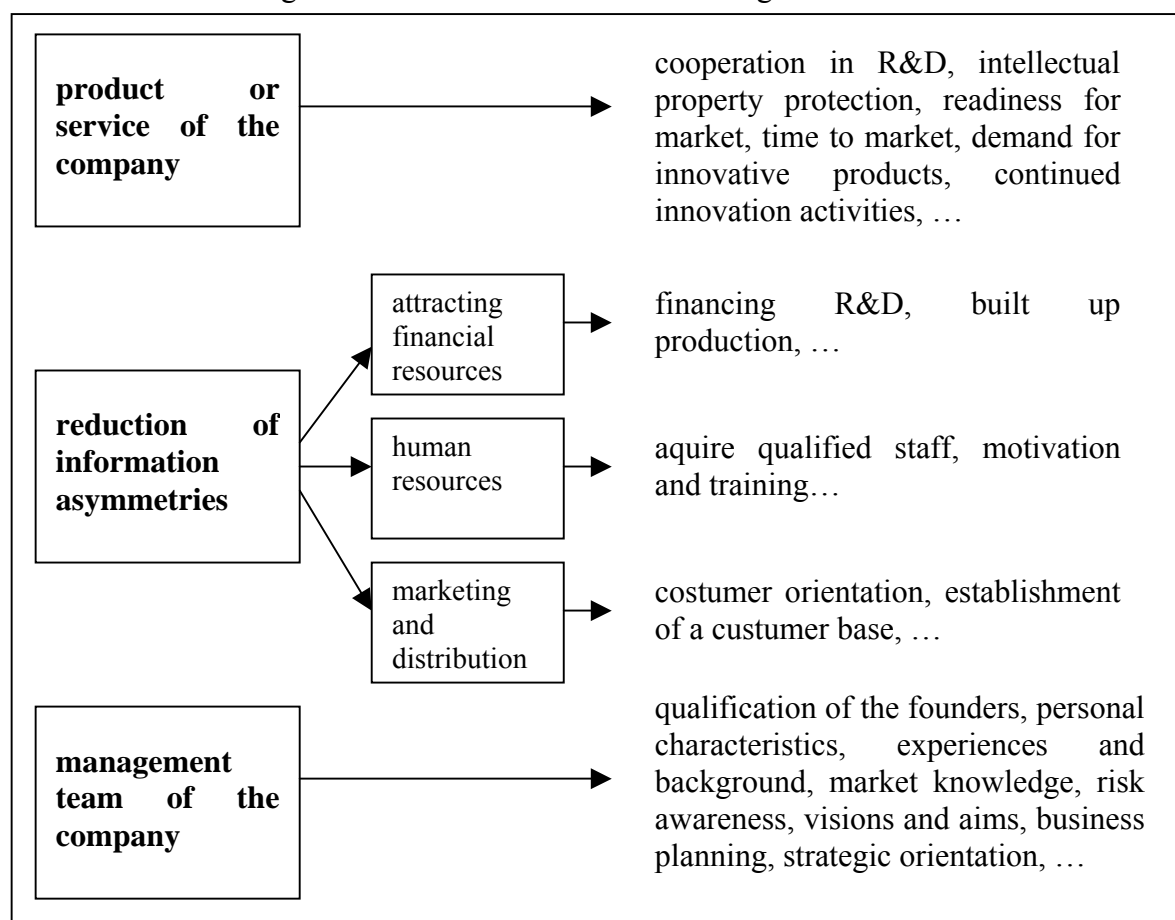 product or
service of the
company
cooperation in R&D, intellectual
property protection, readiness for
market, time to market, demand for
innovative products, continued
innovation activities, …
attracting
financial
resources
financing R&D, built up
production, …
reduction of
information
asymmetries
human
resources
aquire qualified staff, motivation
and training…
marketing
and
distribution
costumer orientation, establishment
of a custumer base, …
management
team of the
company
qualification of the founders, personal
characteristics, experiences and
background, market knowledge, risk
awareness, visions and aims, business
planning, strategic orientation, …